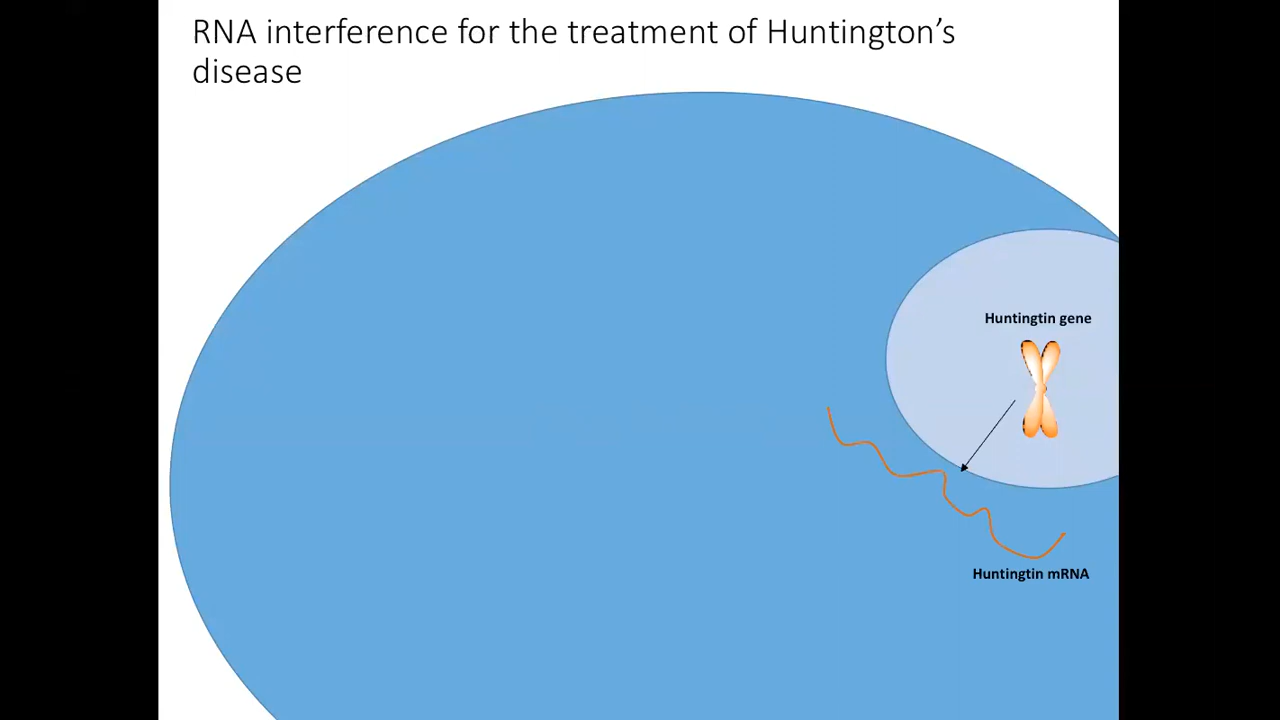 RNA interference for the treatment of Huntington’s
disease
Huntingtin gene
Huntingtin mRNA